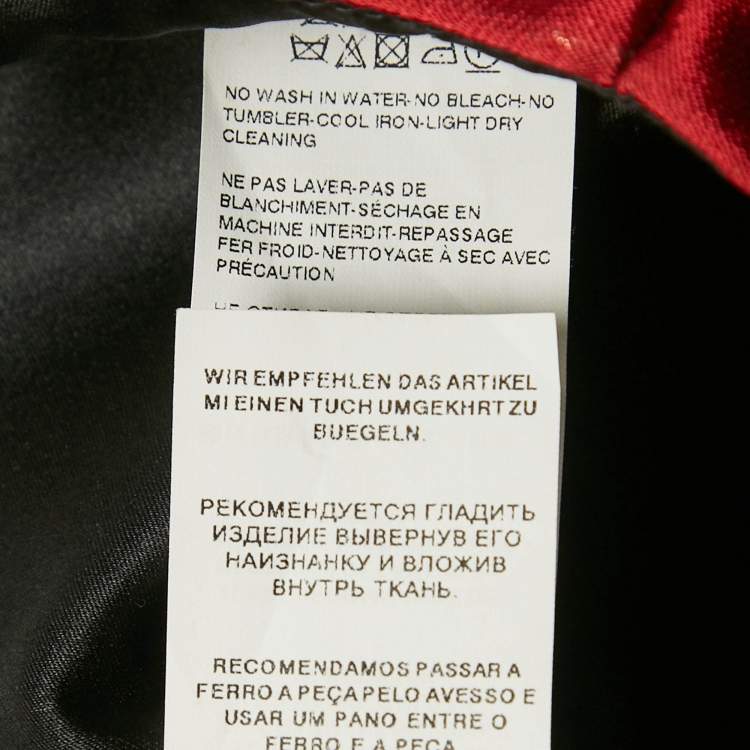 NO WASH IN WATER-NO BLEACH-NO
TUMBLER-COOL IRON-LIGHT DRY
CLEANING
NE PAS LAVER-PAS DE
BLANCHIMENT-SÉCHAGE EN
MACHINE INTERDIT-REPASSAGE
FER FROID-NETTOYAGE À SEC AVEC
PRÉCAUTION
НЕ
WIR EMPFEHLEN DAS ARTIKEL
MI EINEN TUCH UMGEKHRT ZU
BUEGELN.
РЕКОМЕНДУЕТСЯ ГЛАДИТЬ
ИЗДЕЛИЕ ВЫВЕРНУВ ЕГО
НАИЗНАНКУ И ВЛОЖИВ
ВНУТРЬ ТКАНЬ.
RECOMENDAMOS PASSAR A
FERRO A PEÇA PELO AVESSO E
USAR UM PANO ENTRE O
FERRO E A PEÇA